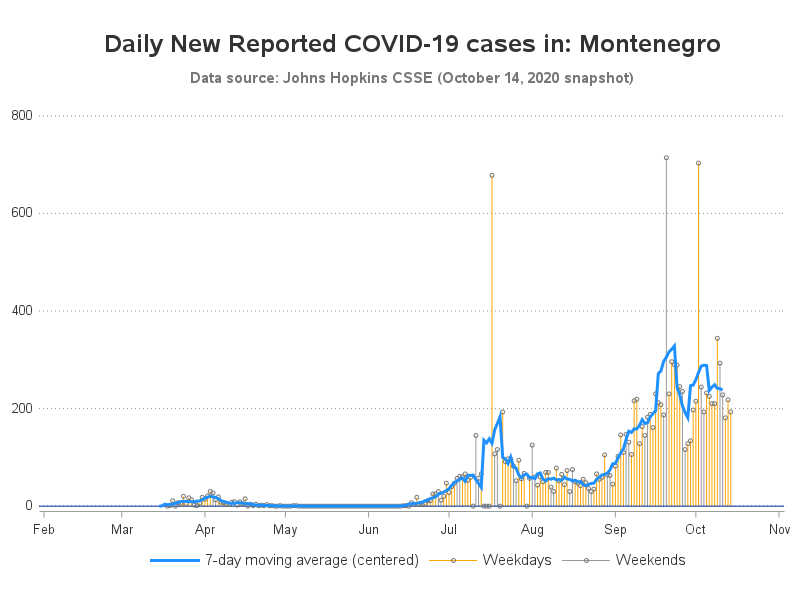 Daily New Reported COVID-19 cases in: Montenegro
Data source: Johns Hopkins CSSE (October 14, 2020 snapshot)
800
600
400
200
0
Feb Mar Apr May Jun Jul Aug Sep Oct Nov
7-day moving average (centered) Weekdays Weekends